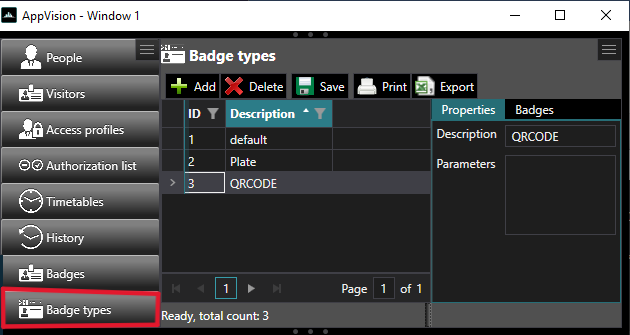 AppVision - Window 1
People
Visitors
Access profiles
Authorization list
Timetables
History
Badges
Badge types
Badge types
Add Delete Save Print Export
ID Description
1 default
2 Plate
3 QRCODE
1 Page 1 of 1
Ready, total count: 3
Properties Badges
Description QRCODE
Parameters